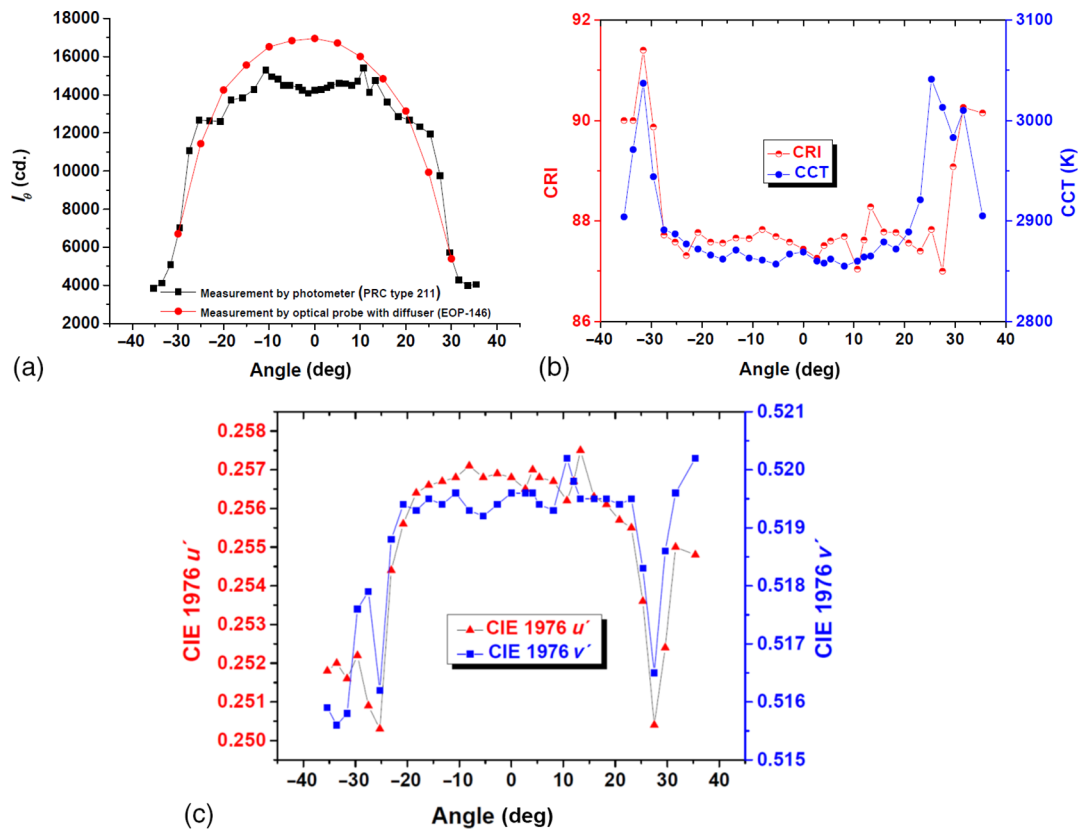 18000
16000
14000
12000
10000
8000
6000
4000
2000
I_θ (cd.)
Measurement by photometer (PRC type 211)
Measurement by optical probe with diffuser (EOP-146)
−40 −30 −20 −10 0 10 20 30 40
Angle (deg)
(a)
92
90
88
86
CRI
CRI
CCT
3100
3000
2900
2800
CCT (K)
−40 −30 −20 −10 0 10 20 30 40
Angle (deg)
(b)
0.258
0.257
0.256
0.255
0.254
0.253
0.252
0.251
0.250
CIE 1976 u′
CIE 1976 u′
CIE 1976 v′
0.521
0.520
0.519
0.518
0.517
0.516
0.515
CIE 1976 v′
−40 −30 −20 −10 0 10 20 30 40
Angle (deg)
(c)